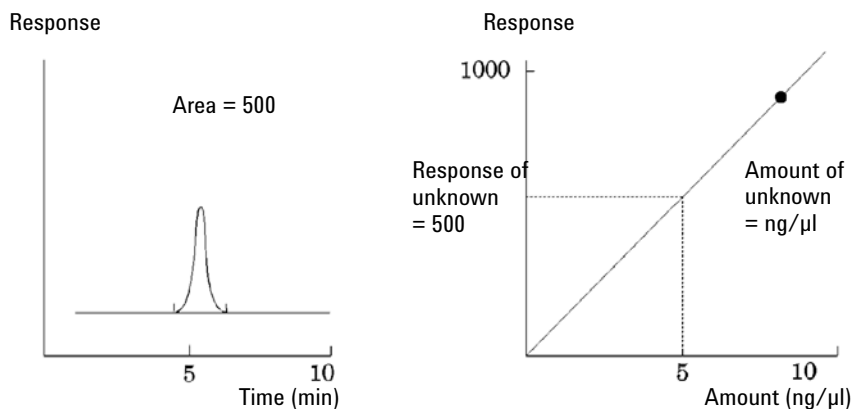 Response
Area = 500
5
10
Time (min)
Response
1000
Response of
unknown
= 500
Amount of
unknown
= ng/µl
5
10
Amount (ng/µl)